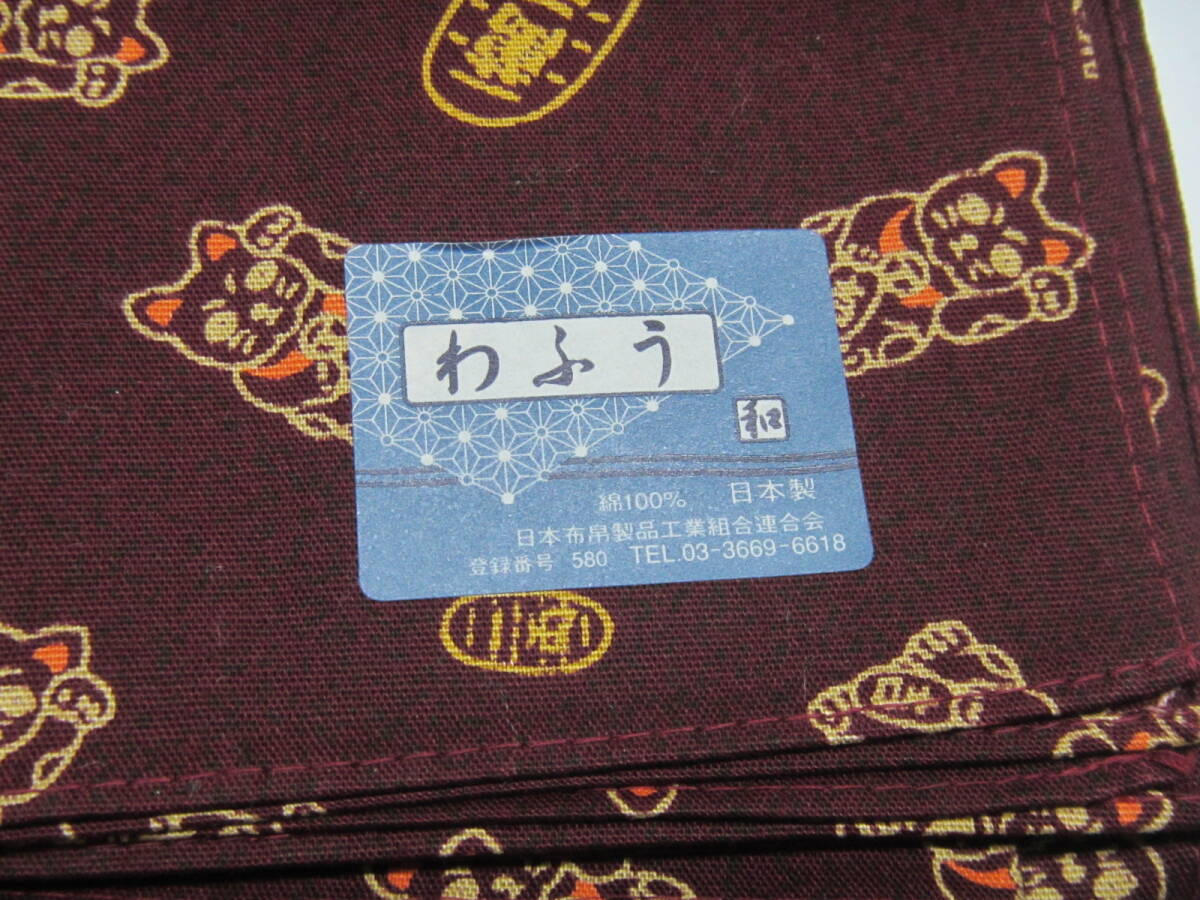 わふう
和
綿100% 日本製
日本布帛製品工業組合連合会
登録番号 580 TEL.03-3669-6618